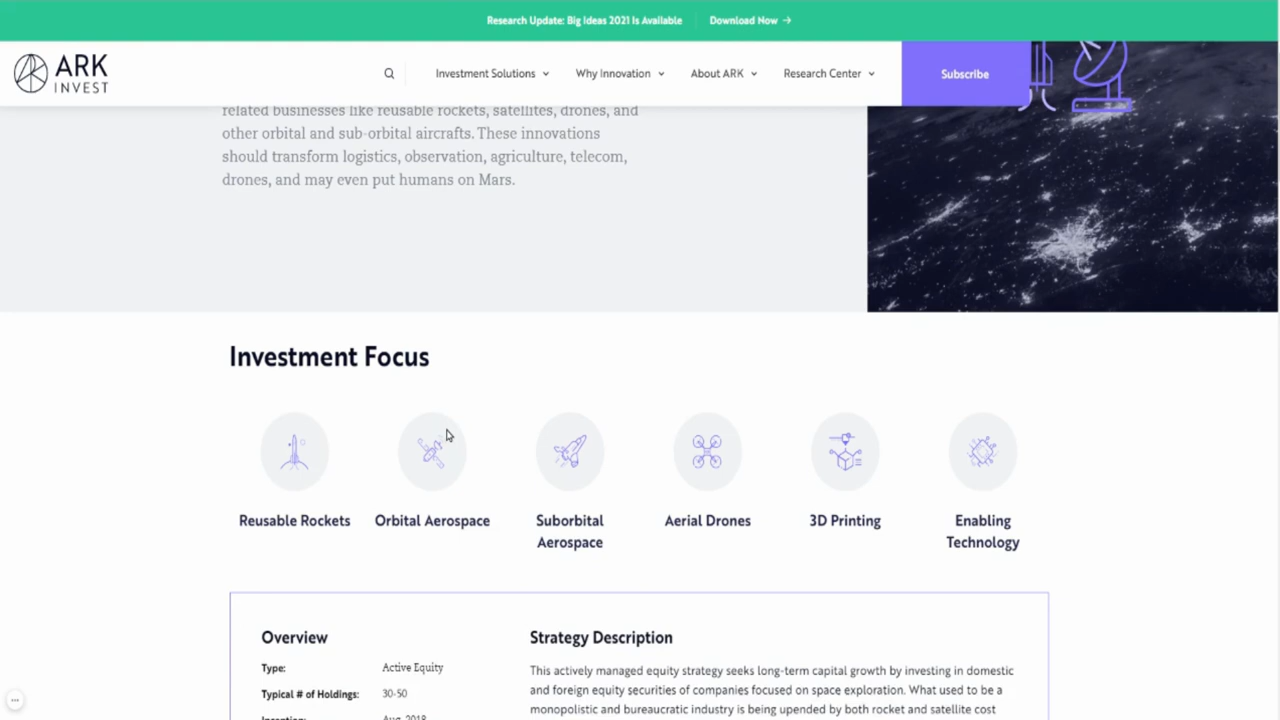 Research Update: Big Ideas 2021 Is Available Download Now →
ARK
INVEST
Investment Solutions Why Innovation About ARK Research Center Subscribe
related businesses like reusable rockets, satellites, drones, and
other orbital and sub-orbital aircrafts. These innovations
should transform logistics, observation, agriculture, telecom,
drones, and may even put humans on Mars.
Investment Focus
Reusable Rockets Orbital Aerospace Suborbital Aerial Drones 3D Printing Enabling
Aerospace Technology
Overview Strategy Description
Type: Active Equity This actively managed equity strategy seeks long-term capital growth by investing in domestic
and foreign equity securities of companies focused on space exploration. What used to be a
Typical # of Holdings: 30-50
monopolistic and bureaucratic industry is being upended by both rocket and satellite cost
Inception: Aug. 2018